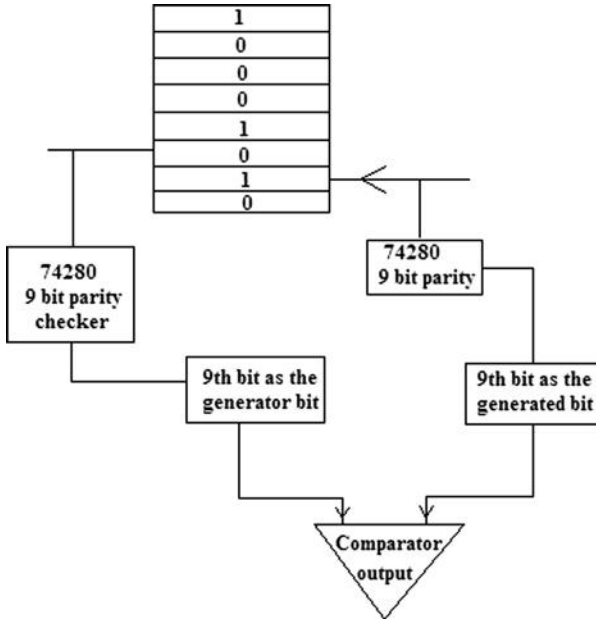 1
0
0
0
1
0
1
0
74280
9 bit parity
checker
74280
9 bit parity
9th bit as the
generator bit
9th bit as the
generated bit
Comparator
output